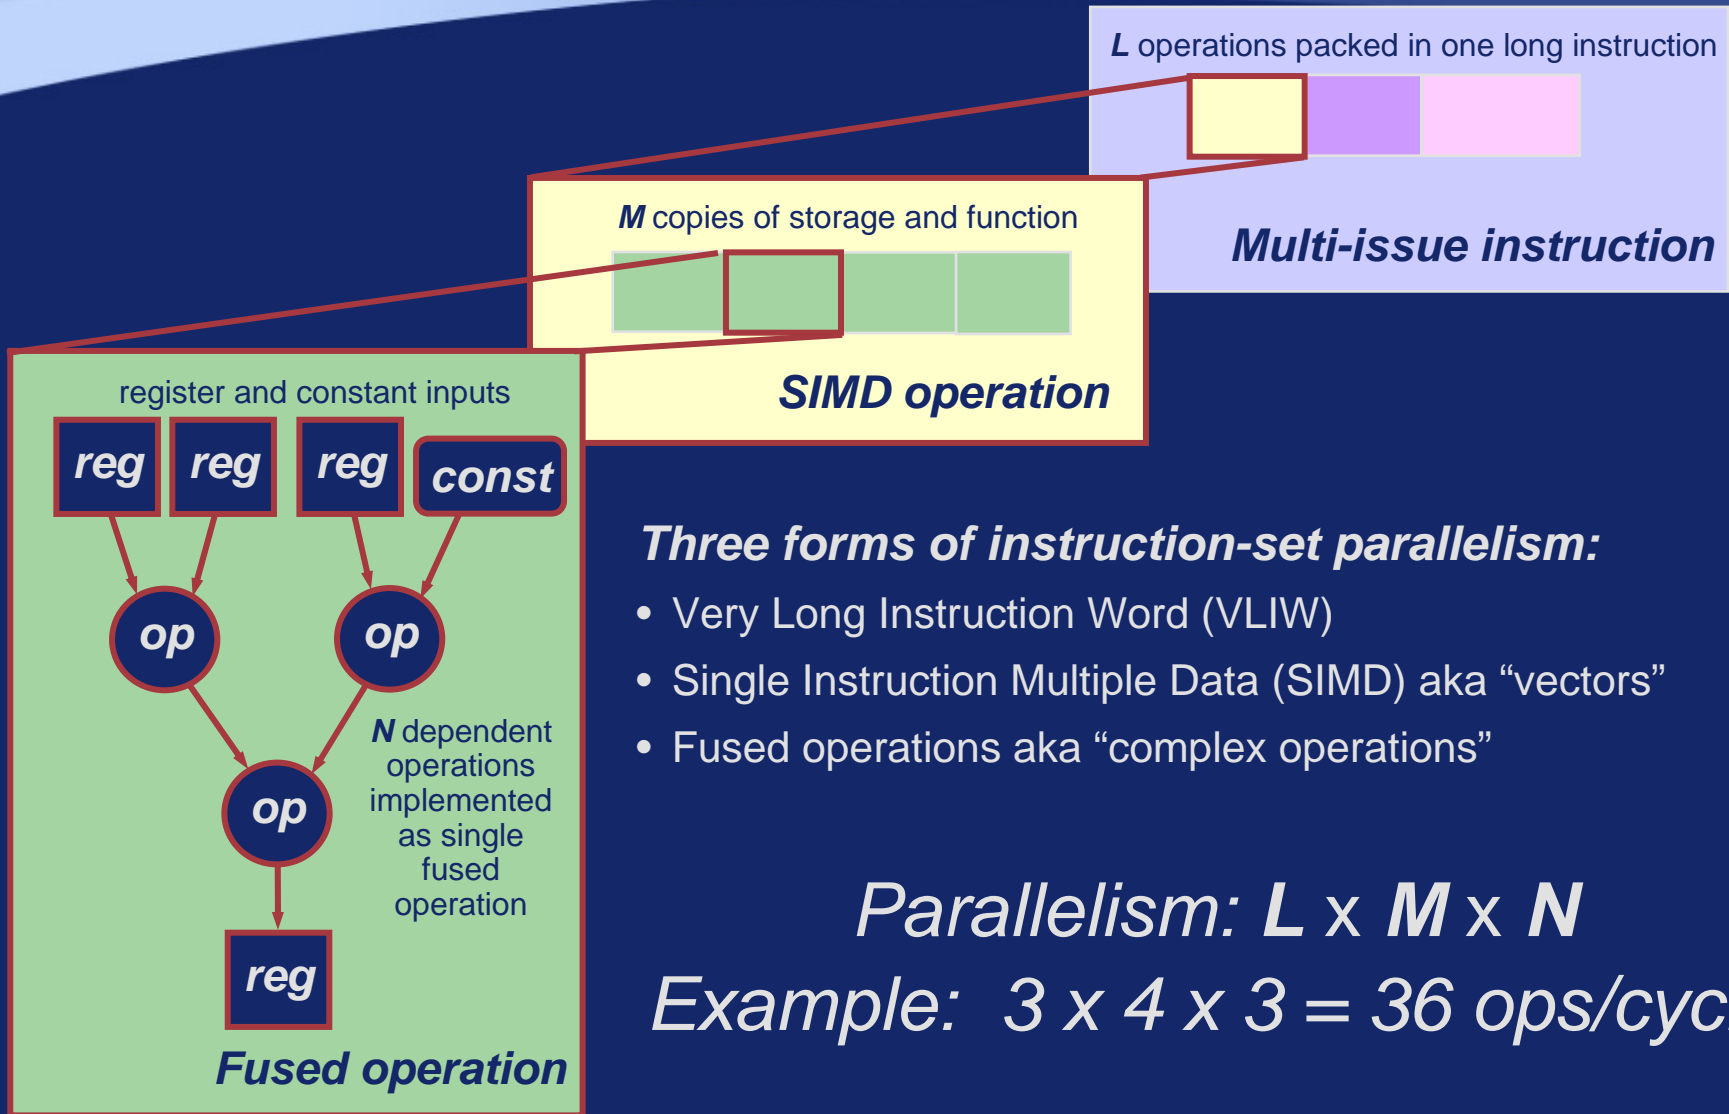 L operations packed in one long instruction
Multi-issue instruction
M copies of storage and function
SIMD operation
register and constant inputs
reg reg reg const
op op
N dependent
operations
implemented
as single
fused
operation
op
reg
Fused operation
Three forms of instruction-set parallelism:
• Very Long Instruction Word (VLIW)
• Single Instruction Multiple Data (SIMD) aka “vectors”
• Fused operations aka “complex operations”
Parallelism: L x M x N
Example: 3 x 4 x 3 = 36 ops/cyc